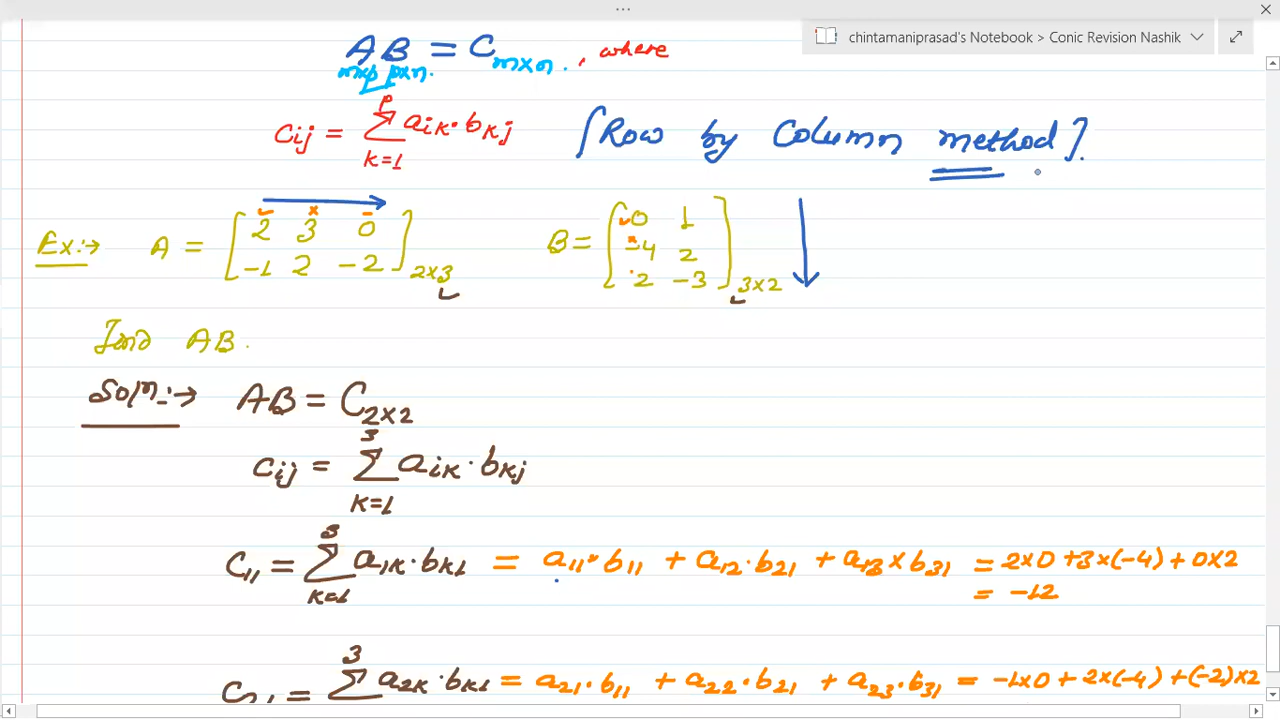 chintamaniprasad's Notebook > Conic Revision Nashik
AB = C m×n , where
m×p p×n.
Cij = p ∑ k=1 aik · bkj [Row by Column method].
Ex:→ A = [ 2 3 0
-1 2 -2 ] 2×3
B = [ 0 1
-4 2
2 -3 ] 3×2
Find AB.
Soln:→ AB = C 2×2
Cij = 3 ∑ k=1 aik · bkj
C11 = 3 ∑ k=1 a1k · bk1 = a11 · b11 + a12 · b21 + a13 × b31 = 2×0 + 3×(-4) + 0×2
= -12
C21 = 3 ∑ a2k · bk1 = a21 · b11 + a22 · b21 + a23 · b31 = -1×0 + 2×(-4) + (-2)×2